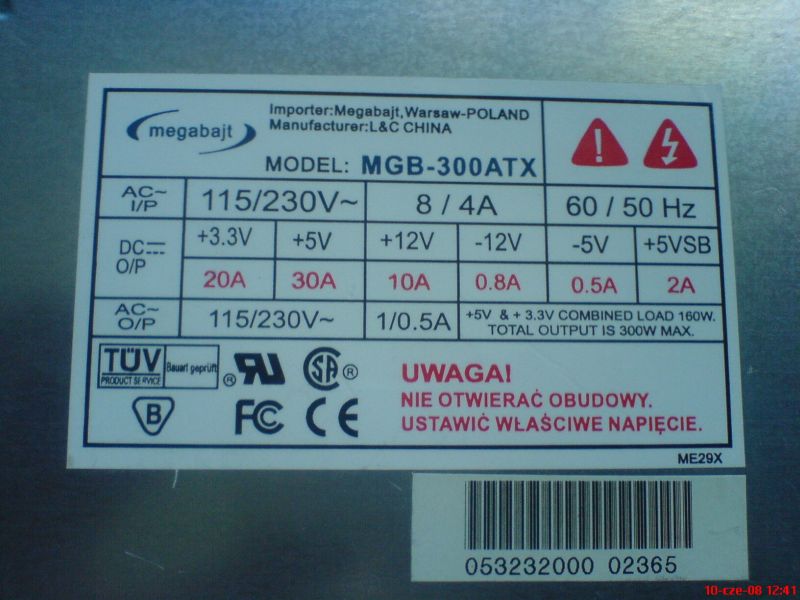 megabajt
Importer:Megabajt,Warsaw-POLAND
Manufacturer:L&C CHINA
MODEL: MGB-300ATX
AC~ I/P 115/230V~ 8 / 4A 60 / 50 Hz
DC O/P +3.3V +5V +12V -12V -5V +5VSB
20A 30A 10A 0.8A 0.5A 2A
AC~ O/P 115/230V~ 1/0.5A +5V & + 3.3V COMBINED LOAD 160W.
TOTAL OUTPUT IS 300W MAX.
TÜV Bauart geprüft
PRODUCT SERVICE
® RU SA ®
B FC CE
UWAGA!
NIE OTWIERAĆ OBUDOWY.
USTAWIĆ WŁAŚCIWE NAPIĘCIE.
ME29X
053232000 02365
10-cze-08 12:41